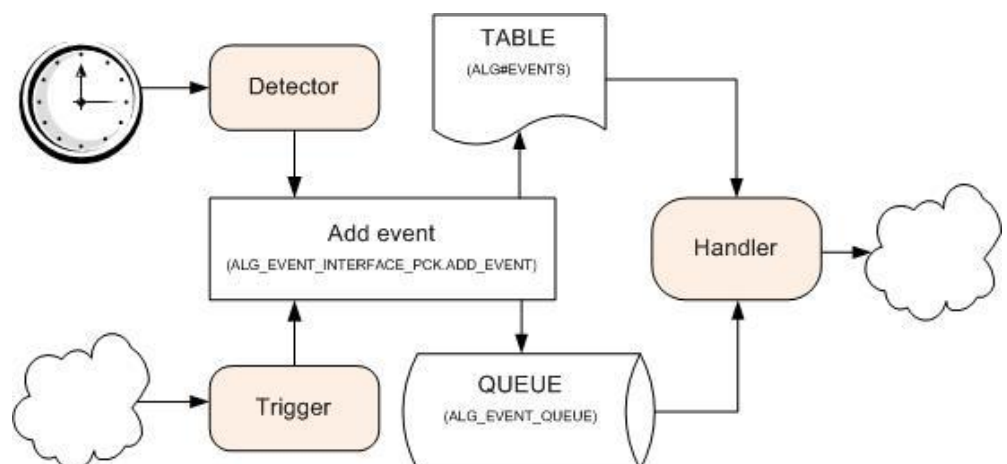 TABLE
(ALG#EVENTS)
Detector
Add event
(ALG_EVENT_INTERFACE_PCK.ADD_EVENT)
Handler
Trigger
QUEUE
(ALG_EVENT_QUEUE)